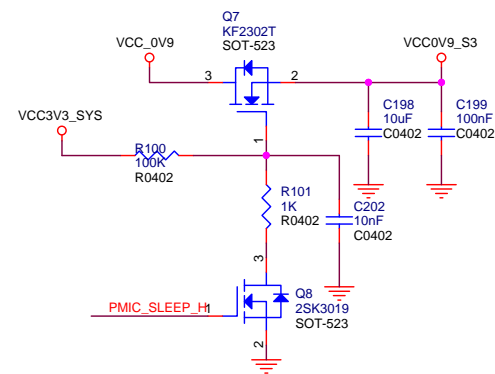 Q7
KF2302T
SOT-523
VCC_0V9
VCC0V9_S3
3
2
VCC3V3_SYS
C198
10uF
C0402
C199
100nF
C0402
1
R100
100K
R0402
R101
1K
R0402
C202
10nF
C0402
3
Q8
2SK3019
SOT-523
PMIC_SLEEP_H
1
2